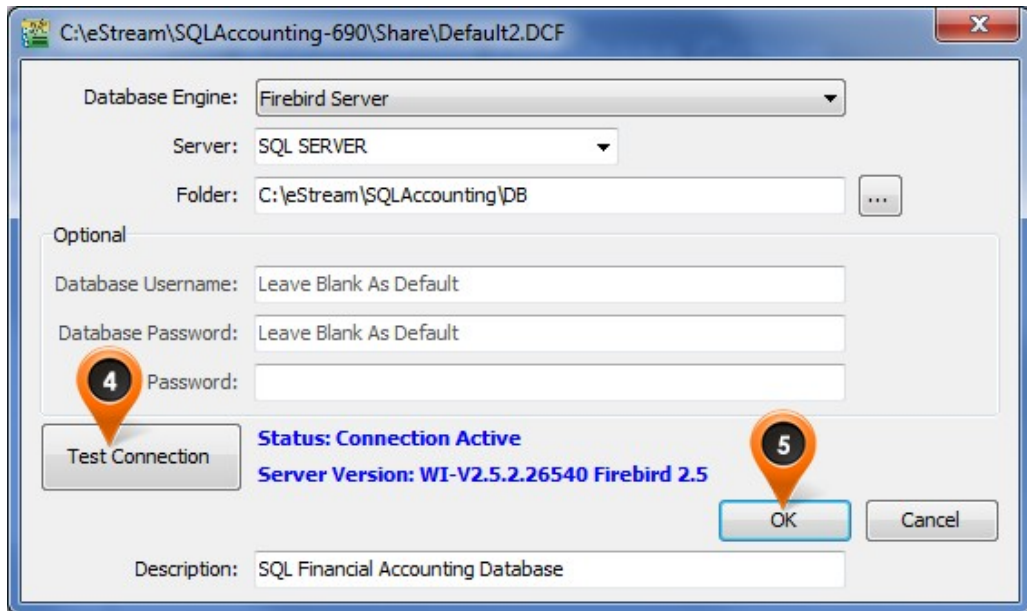 C:\eStream\SQLAccounting-690\Share\Default2.DCF
Database Engine: Firebird Server
Server: SQL SERVER
Folder: C:\eStream\SQLAccounting\DB ...
Optional
Database Username: Leave Blank As Default
Database Password: Leave Blank As Default
4 Password:
Test Connection
Status: Connection Active
Server Version: WI-V2.5.2.26540 Firebird 2.5
5
OK Cancel
Description: SQL Financial Accounting Database